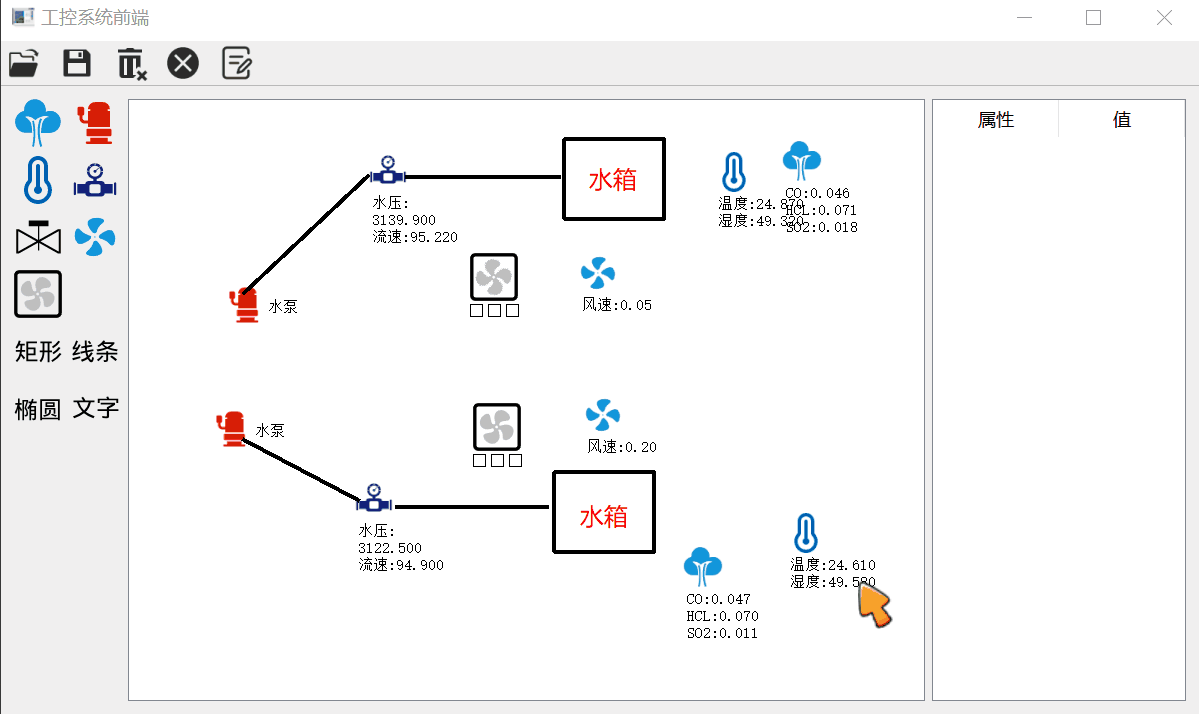 工控系统前端
属性 值
矩形 线条
椭圆 文字
水箱
水压:
3139.900
流速:95.220
温度:24.870
湿度:49.320
CO:0.046
HCL:0.071
SO2:0.018
水泵
风速:0.05
水泵
风速:0.20
水箱
水压:
3122.500
流速:94.900
温度:24.610
湿度:49.580
CO:0.047
HCL:0.070
SO2:0.011